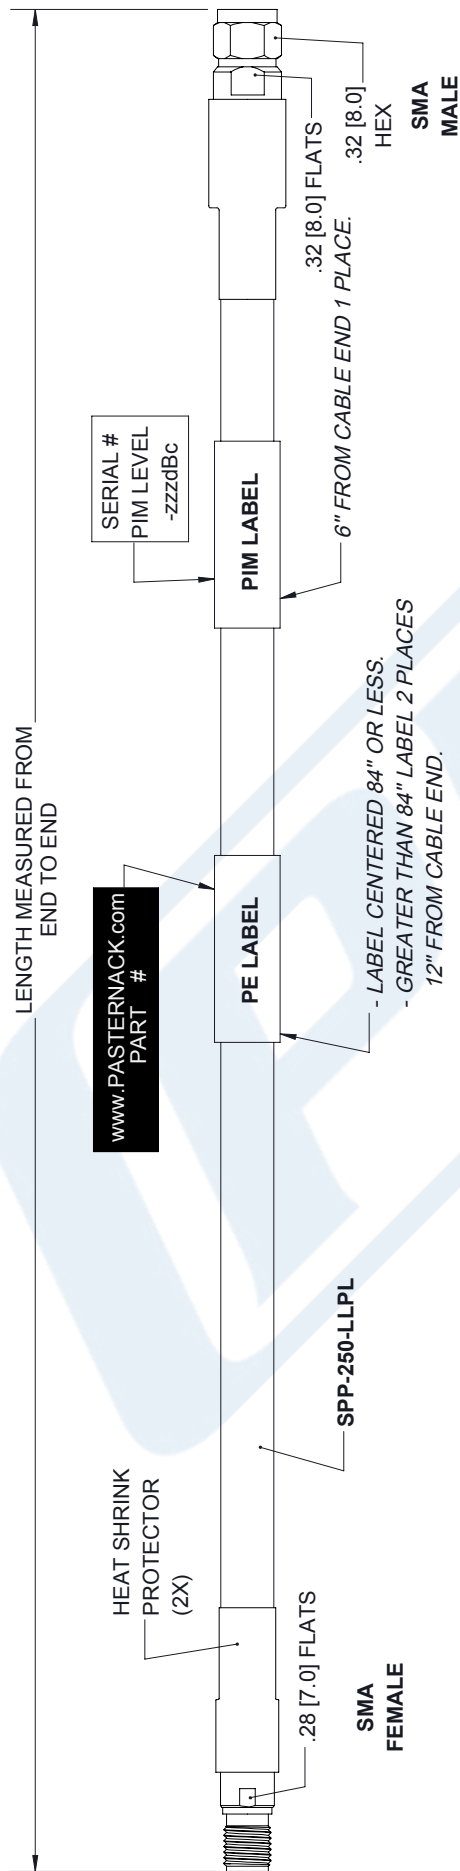 LENGTH MEASURED FROM
END TO END
HEAT SHRINK
PROTECTOR
(2X)
www.PASTERNACK.com
PART #
SERIAL #
PIM LEVEL
-zzzdBc
PE LABEL
PIM LABEL
.28 [7.0] FLATS
SMA
FEMALE
SPP-250-LLPL
- LABEL CENTERED 84" OR LESS.
- GREATER THAN 84" LABEL 2 PLACES
12" FROM CABLE END.
6" FROM CABLE END 1 PLACE.
.32 [8.0] FLATS
.32 [8.0]
HEX
SMA
MALE